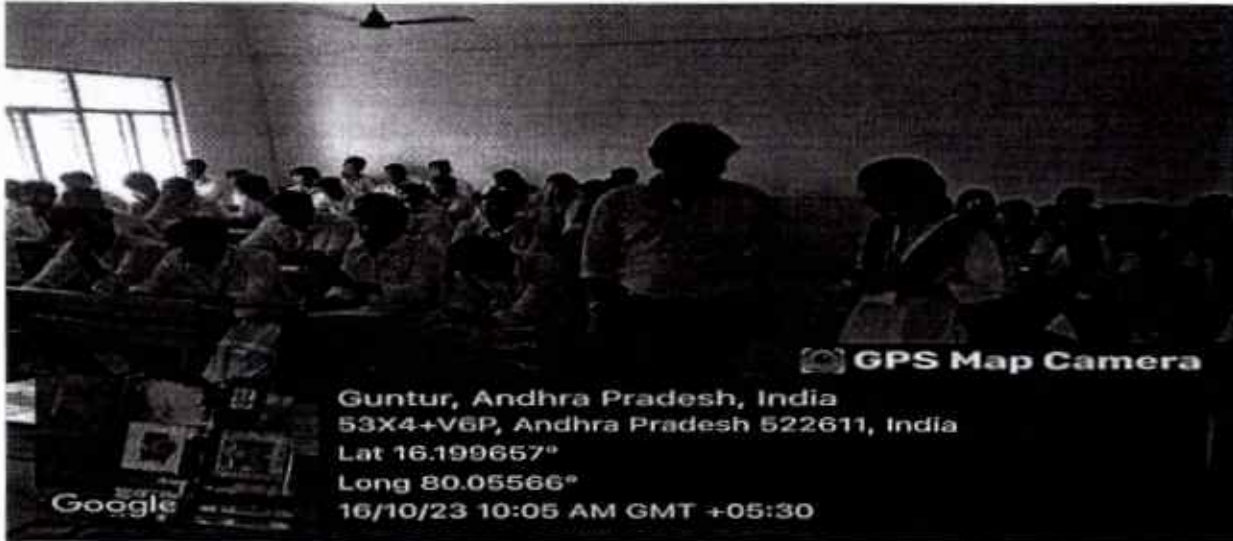 GPS Map Camera
Guntur, Andhra Pradesh, India
53X4+V6P, Andhra Pradesh 522611, India
Lat 16.199657°
Long 80.05566°
16/10/23 10:05 AM GMT +05:30
Google